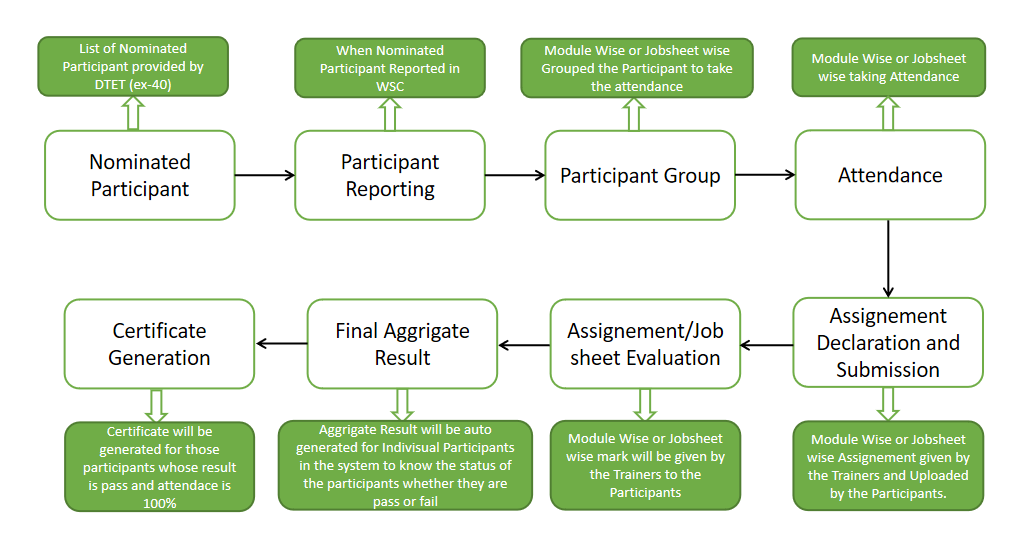 List of Nominated
Participant provided by
DTET (ex-40)
When Nominated
Participant Reported in
WSC
Module Wise or Jobsheet wise
Grouped the Participant to take
the attendance
Module Wise or Jobsheet
wise taking Attendance
Nominated
Participant
Participant
Reporting
Participant Group
Attendance
Certificate
Generation
Final Aggrigate
Result
Assignement/Job
sheet Evaluation
Assignement
Declaration and
Submission
Certificate will be
generated for those
participants whose result
is pass and attendace is
100%
Aggrigate Result will be auto
generated for Indivisual Participants
in the system to know the status of
the participants whether they are
pass or fail
Module Wise or Jobsheet
wise mark will be given by
the Trainers to the
Participants
Module Wise or Jobsheet
wise Assignement given by
the Trainers and Uploaded
by the Participants.